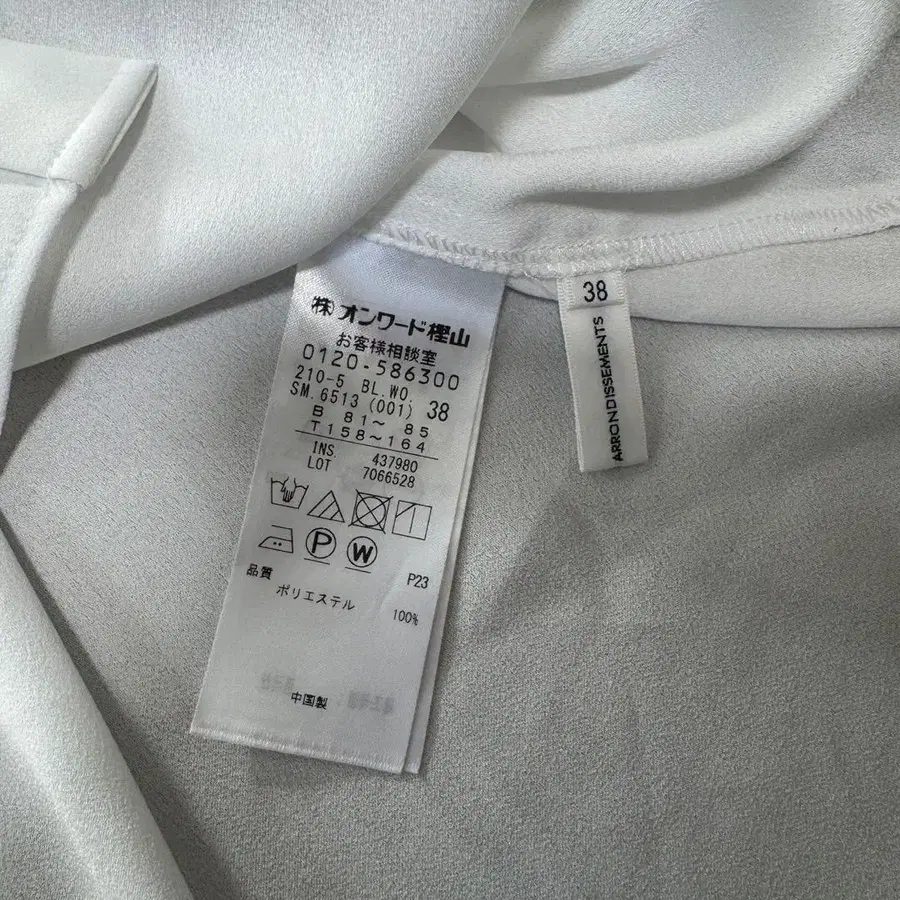 ㈱オンワード樫山
お客様相談室
0120-586300
210-5 BL.WO.
SM.6513 (001) 38
B 81～ 85
T158～164
INS 437980
LOT 7066528
P W
品質 P23
ポリエステル
100%
中国製
38
ARRONDISSEMENTS